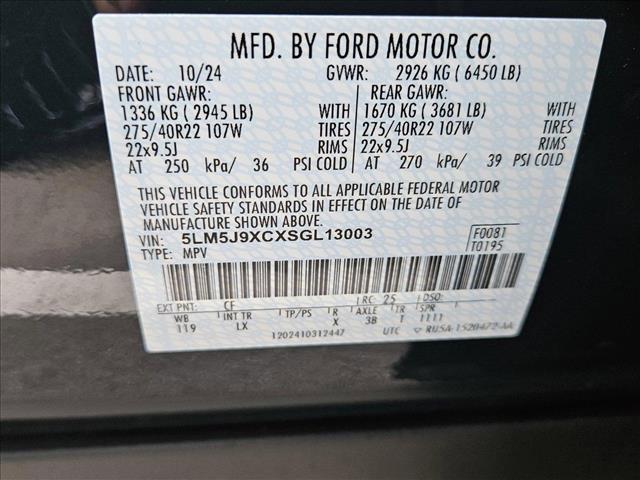 MFD. BY FORD MOTOR CO.
DATE: 10/24 GVWR: 2926 KG ( 6450 LB)
FRONT GAWR: REAR GAWR:
1336 KG ( 2945 LB) WITH 1670 KG ( 3681 LB) WITH
275/40R22 107W TIRES 275/40R22 107W TIRES
22x9.5J RIMS 22x9.5J RIMS
AT 250 kPa/ 36 PSI COLD AT 270 kPa/ 39 PSI COLD
THIS VEHICLE CONFORMS TO ALL APPLICABLE FEDERAL MOTOR
VEHICLE SAFETY STANDARDS IN EFFECT ON THE DATE OF
MANUFACTURE SHOWN ABOVE.
VIN: 5LM5J9XCXSGL13003 F0081
TYPE: MPV T0195
EXT PNT: CF RC: 25 DSO:
WB INT TR TP/PS R AXLE TR SPR
119 LX X 3B T 1111
1202410312447 UTC ▽ RU5A-1520472-AA